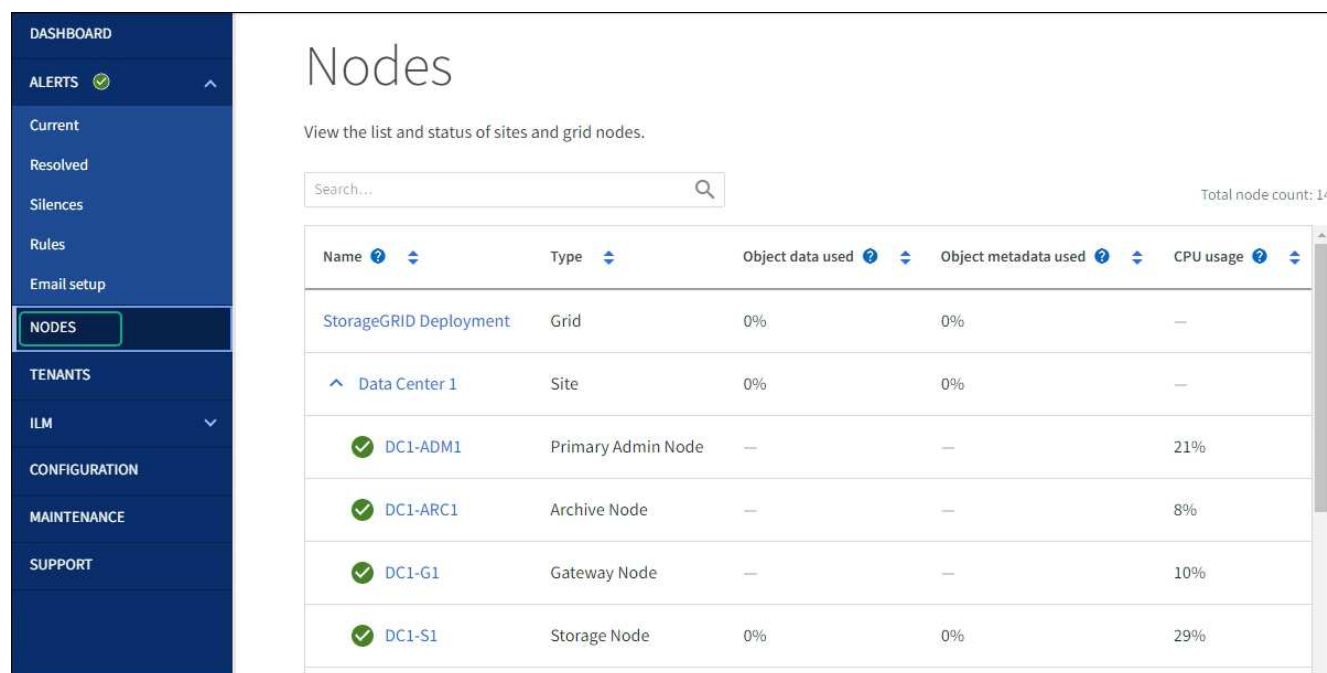 DASHBOARD
ALERTS
Current
Resolved
Silences
Rules
Email setup
NODES
TENANTS
ILM
CONFIGURATION
MAINTENANCE
SUPPORT
Nodes
View the list and status of sites and grid nodes.
Search...
Total node count: 14
Name Type Object data used Object metadata used CPU usage
StorageGRID Deployment Grid 0% 0% —
Data Center 1 Site 0% 0% —
DC1-ADM1 Primary Admin Node — — 21%
DC1-ARC1 Archive Node — — 8%
DC1-G1 Gateway Node — — 10%
DC1-S1 Storage Node 0% 0% 29%